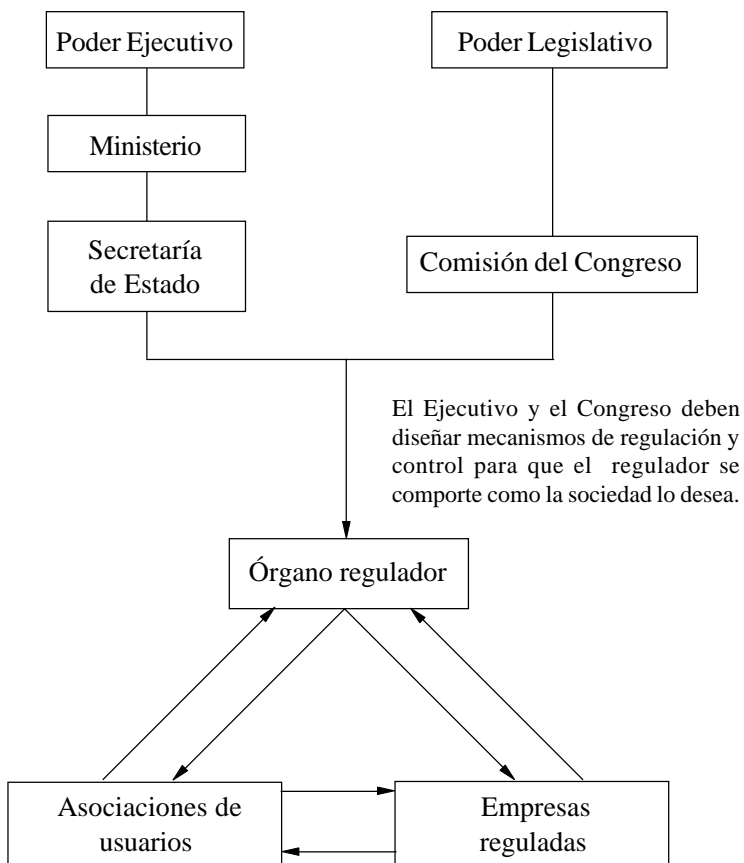 Poder Ejecutivo
Poder Legislativo
Ministerio
Secretaría
de Estado
Comisión del Congreso
El Ejecutivo y el Congreso deben
diseñar mecanismos de regulación y
control para que el regulador se
comporte como la sociedad lo desea.
Órgano regulador
Asociaciones de
usuarios
Empresas
reguladas